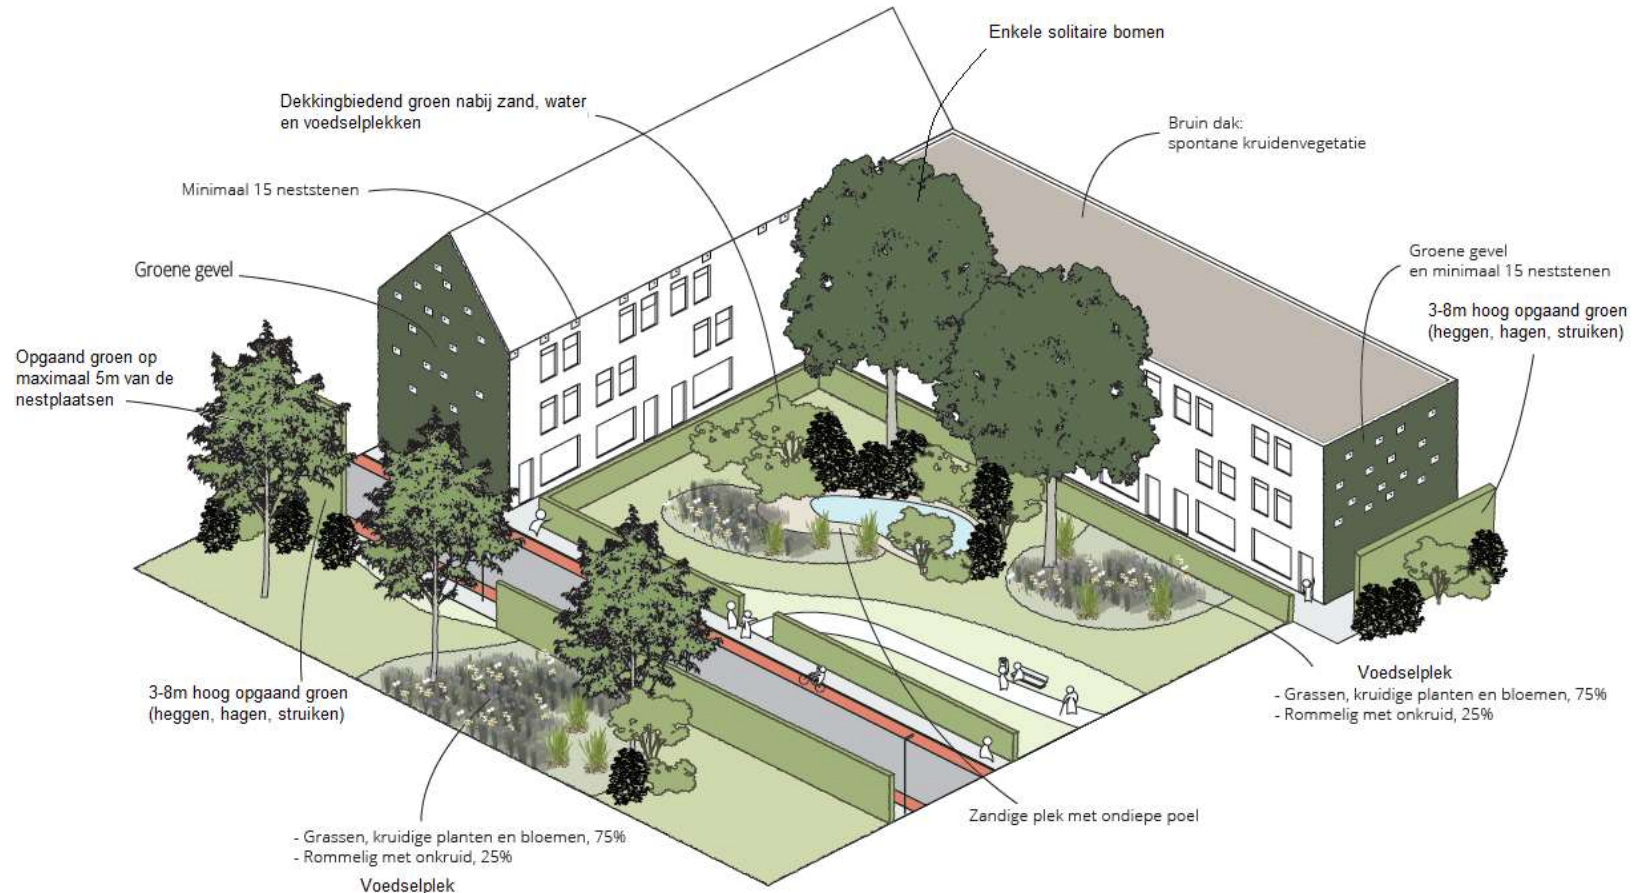 Enkele solitaire bomen
Dekkingbiedend groen nabij zand, water
en voedselplekken
Bruin dak:
spontane kruidenvegetatie
Minimaal 15 neststenen
Groene gevel
Groene gevel
en minimaal 15 neststenen
3-8m hoog opgaand groen
(heggen, hagen, struiken)
Opgaand groen op
maximaal 5m van de
nestplaatsen
3-8m hoog opgaand groen
(heggen, hagen, struiken)
Voedselplek
- Grassen, kruidige planten en bloemen, 75%
- Rommelig met onkruid, 25%
Zandige plek met ondiepe poel
- Grassen, kruidige planten en bloemen, 75%
- Rommelig met onkruid, 25%
Voedselplek